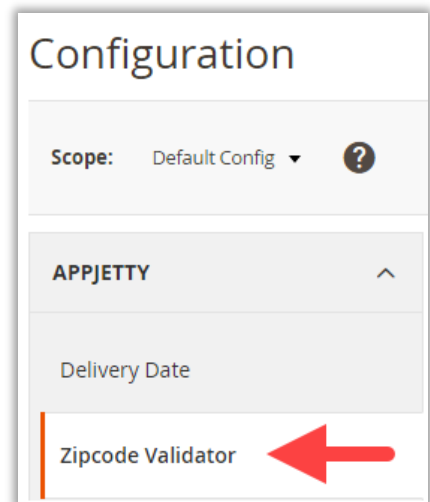 Configuration
Scope: Default Config ?
APPJETTY
Delivery Date
Zipcode Validator